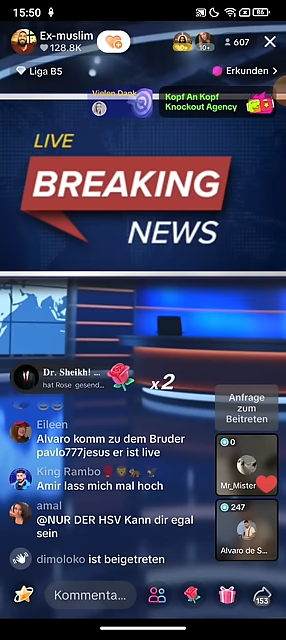 15:50
86
Ex-muslim
128.8K
10+
10+
607
Liga B5
Erkunden
Vielen Dank
Kopf An Kopf
Knockout Agency
LIVE
BREAKING
NEWS
Dr. Sheikh! ...
hat Rose gesend...
x2
Anfrage
zum
Beitreten
Eileen
Alvaro komm zu dem Bruder
pavlo777jesus er ist live
King Rambo
Amir lass mich mal hoch
amal
@NUR DER HSV Kann dir egal
sein
dimoloko ist beigetreten
0
Mr_Mister
247
Alvaro de S...
Kommenta...
153